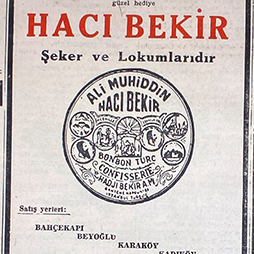 güzel hediye
HACI BEKİR
Şeker ve Lokumlarıdır
ALİ MUHİDDİN
HACI BEKİR
BONBON TURC
CONFISSERIE
HADJI BEKİR A.M.
Satış yerleri:
BAHÇEKAPI
BEYOĞLU
KARAKÖY
KADIKÖY